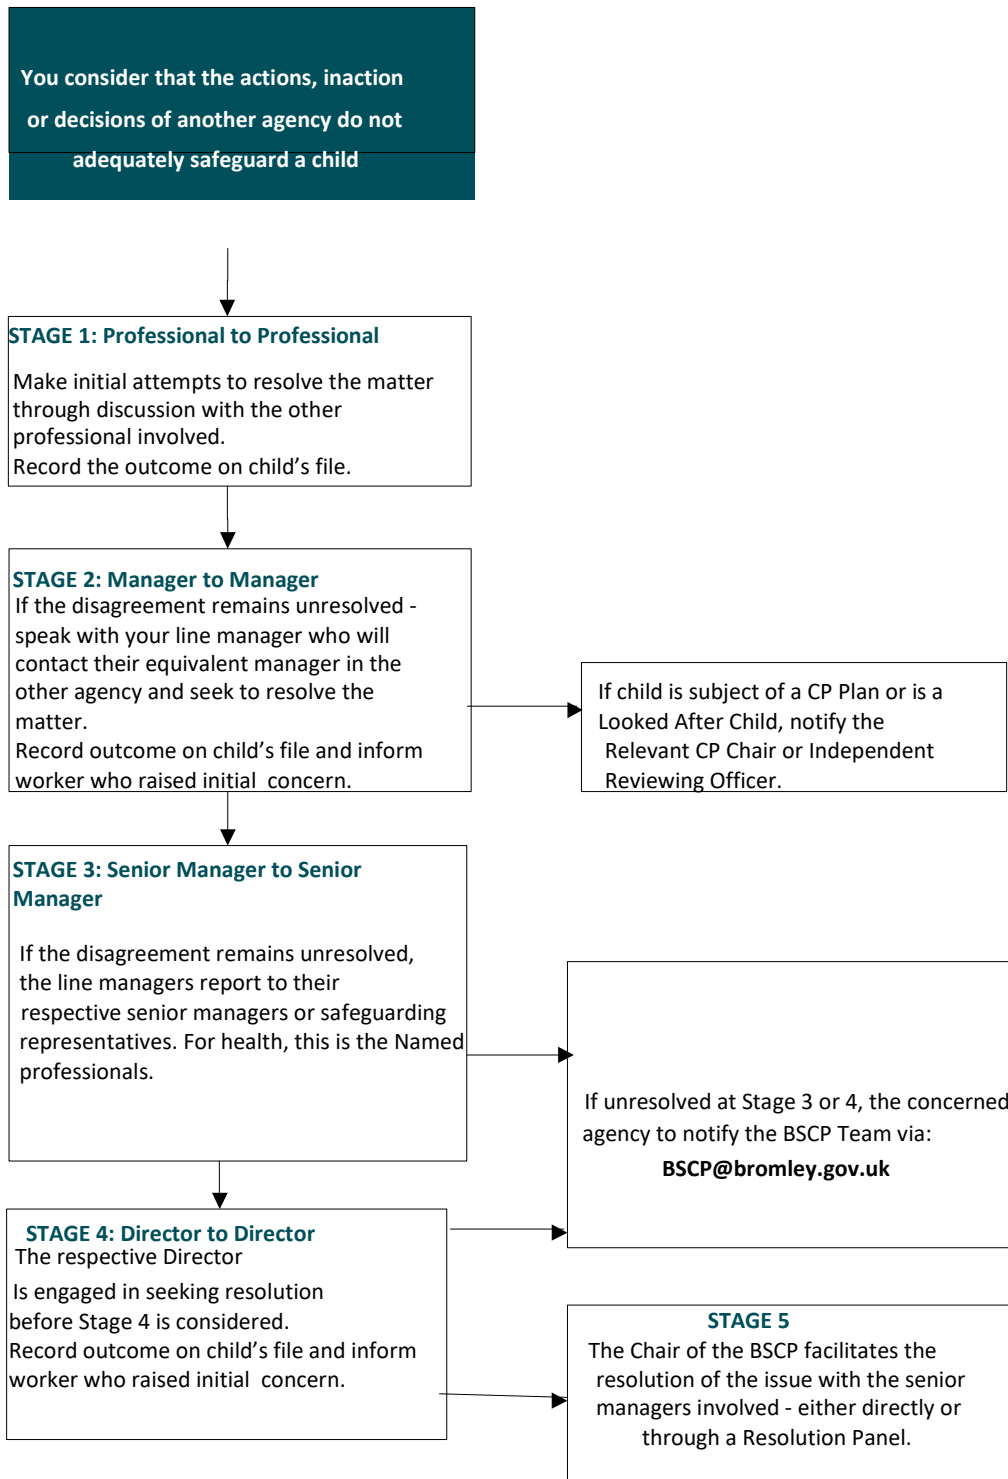 You consider that the actions, inaction
or decisions of another agency do not
adequately safeguard a child
STAGE 1: Professional to Professional
Make initial attempts to resolve the matter
through discussion with the other
professional involved.
Record the outcome on child’s file.
STAGE 2: Manager to Manager
If the disagreement remains unresolved -
speak with your line manager who will
contact their equivalent manager in the
other agency and seek to resolve the
matter.
Record outcome on child’s file and inform
worker who raised initial concern.
If child is subject of a CP Plan or is a
Looked After Child, notify the
Relevant CP Chair or Independent
Reviewing Officer.
STAGE 3: Senior Manager to Senior
Manager
If the disagreement remains unresolved,
the line managers report to their
respective senior managers or safeguarding
representatives. For health, this is the Named
professionals.
If unresolved at Stage 3 or 4, the concerned
agency to notify the BSCP Team via:
BSCP@bromley.gov.uk
STAGE 4: Director to Director
The respective Director
Is engaged in seeking resolution
before Stage 4 is considered.
Record outcome on child’s file and inform
worker who raised initial concern.
STAGE 5
The Chair of the BSCP facilitates the
resolution of the issue with the senior
managers involved - either directly or
through a Resolution Panel.